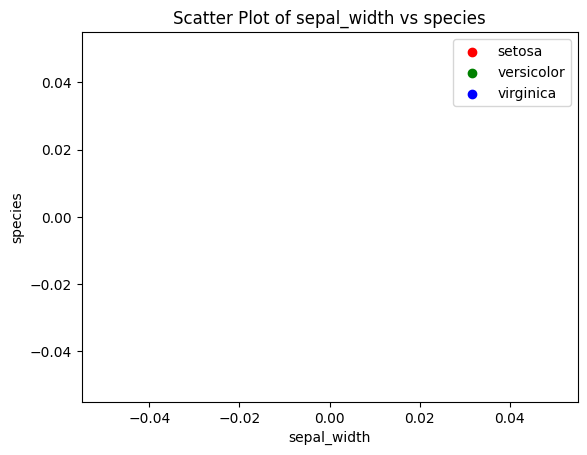 Scatter Plot of sepal_width vs species
setosa
versicolor
virginica
0.04
0.02
0.00
−0.02
−0.04
species
−0.04
−0.02
0.00
0.02
0.04
sepal_width